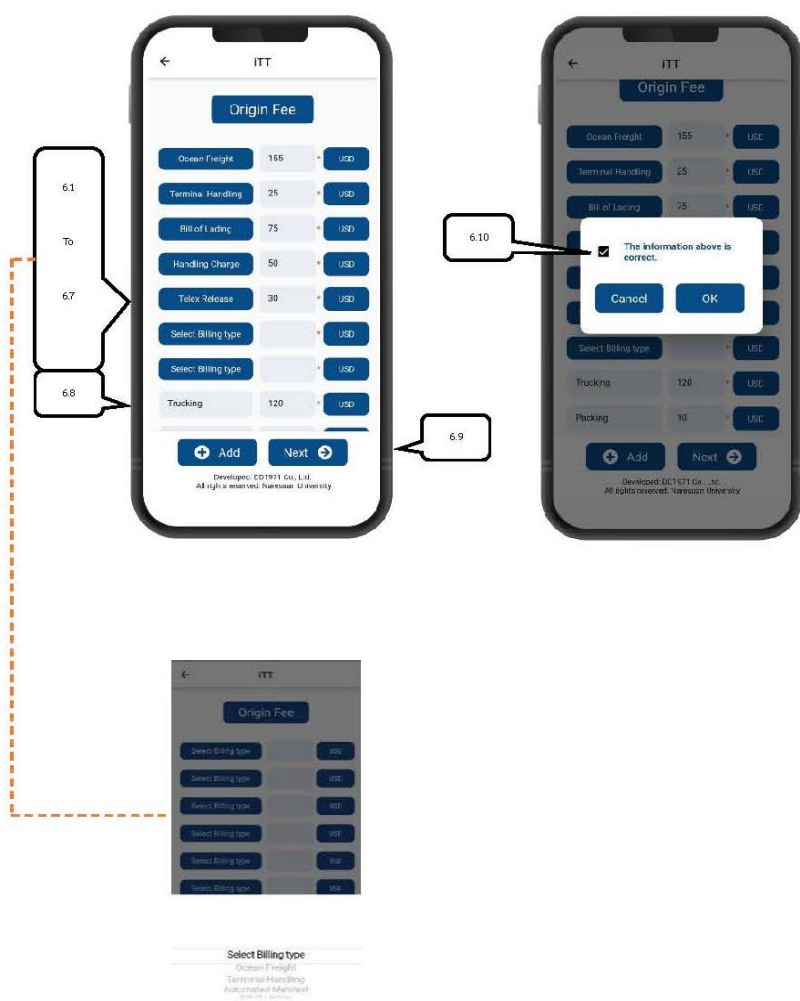 iTT
Origin Fee
Ocean Freight 155 * USD
Terminal Handling 25 * USD
Bill of Lading 75 * USD
Handling Charge 50 * USD
Telex Release 30 * USD
Select Billing type * USD
Select Billing type * USD
Trucking 120 * USD
Add Next
Developed: DD1971 Co., Ltd.
All rights reserved: Naresuan University
6.1
To
6.7
6.8
6.9
iTT
Origin Fee
Ocean Freight 155 * USD
Terminal Handling 25 * USD
Bill of Lading 75 * USD
6.10
The information above is
correct.
Cancel OK
Select Billing type * USD
Trucking 120 * USD
Packing 10 * USD
Add Next
Developed: DD1971 Co., Ltd.
All rights reserved: Naresuan University
iTT
Origin Fee
Select Billing type USD
Select Billing type USD
Select Billing type USD
Select Billing type USD
Select Billing type USD
Select Billing type USD
Select Billing type
Ocean Freight
Terminal Handling
Automated Manifest